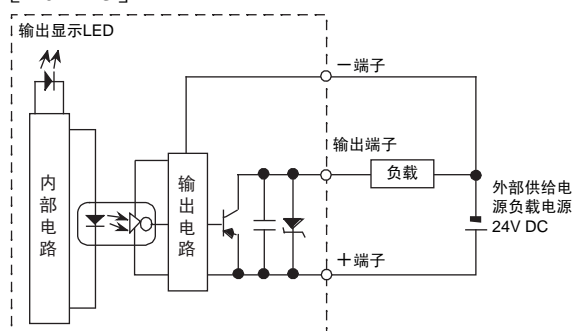 输出显示LED
一端子
输出端子
负载
内部电路
输出电路
外部供给电
源负载电源
24V DC
十端子